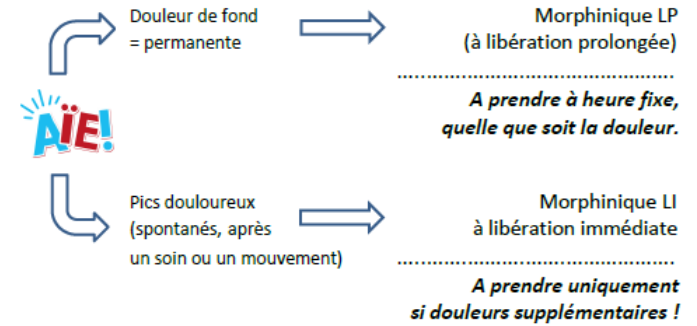 Douleur de fond
= permanente
Morphinique LP
(à libération prolongée)
................................................
A prendre à heure fixe,
quelle que soit la douleur.
AÏE!
Pics douloureux
(spontanés, après
un soin ou un mouvement)
Morphinique LI
à libération immédiate
................................................
A prendre uniquement
si douleurs supplémentaires !